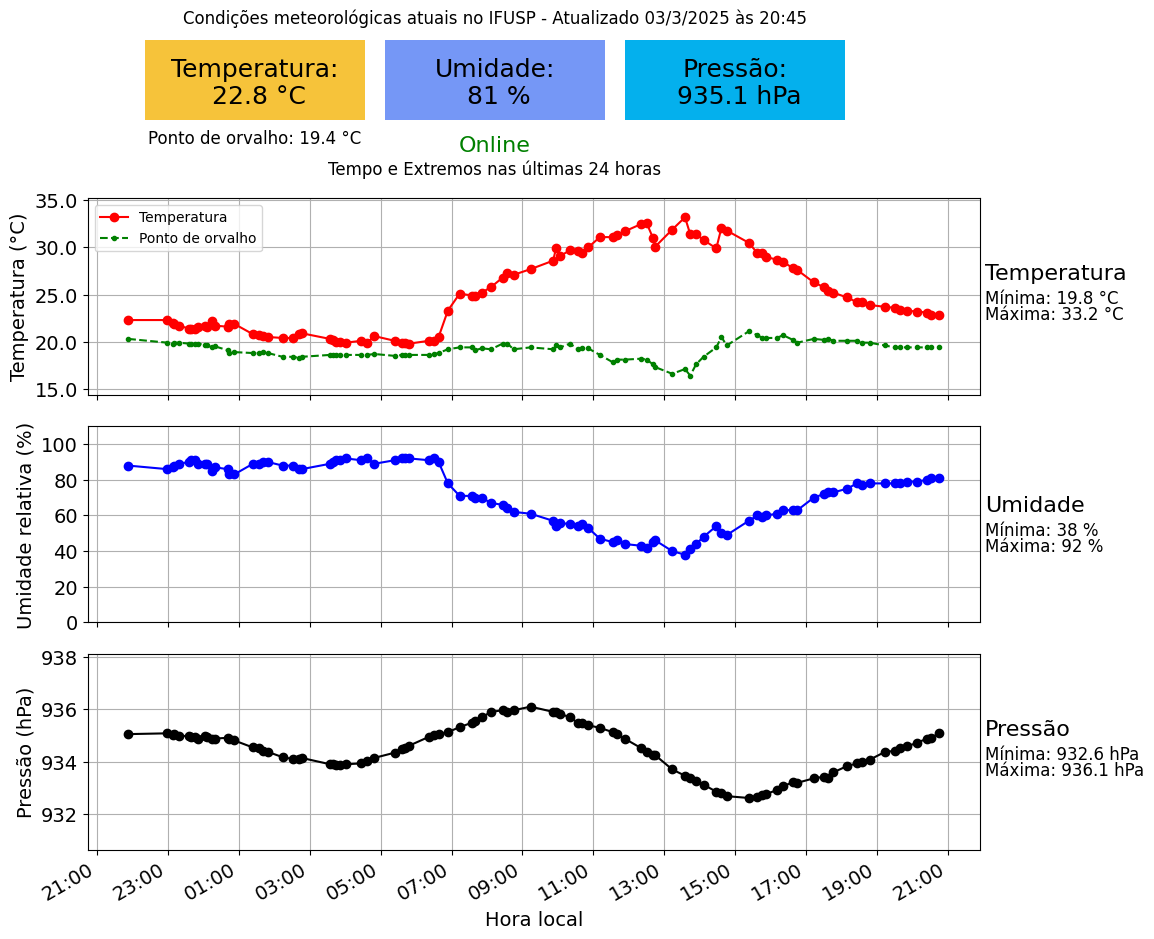 Condições meteorológicas atuais no IFUSP - Atualizado 03/3/2025 às 20:45
Temperatura:
22.8 °C
Umidade:
81 %
Pressão:
935.1 hPa
Ponto de orvalho: 19.4 °C
Online
Tempo e Extremos nas últimas 24 horas
Temperatura (°C)
35.0
30.0
25.0
20.0
15.0
Temperatura
Ponto de orvalho
Temperatura
Mínima: 19.8 °C
Máxima: 33.2 °C
Umidade relativa (%)
100
80
60
40
20
0
Umidade
Mínima: 38 %
Máxima: 92 %
Pressão (hPa)
938
936
934
932
Pressão
Mínima: 932.6 hPa
Máxima: 936.1 hPa
21:00
23:00
01:00
03:00
05:00
07:00
09:00
11:00
13:00
15:00
17:00
19:00
21:00
Hora local